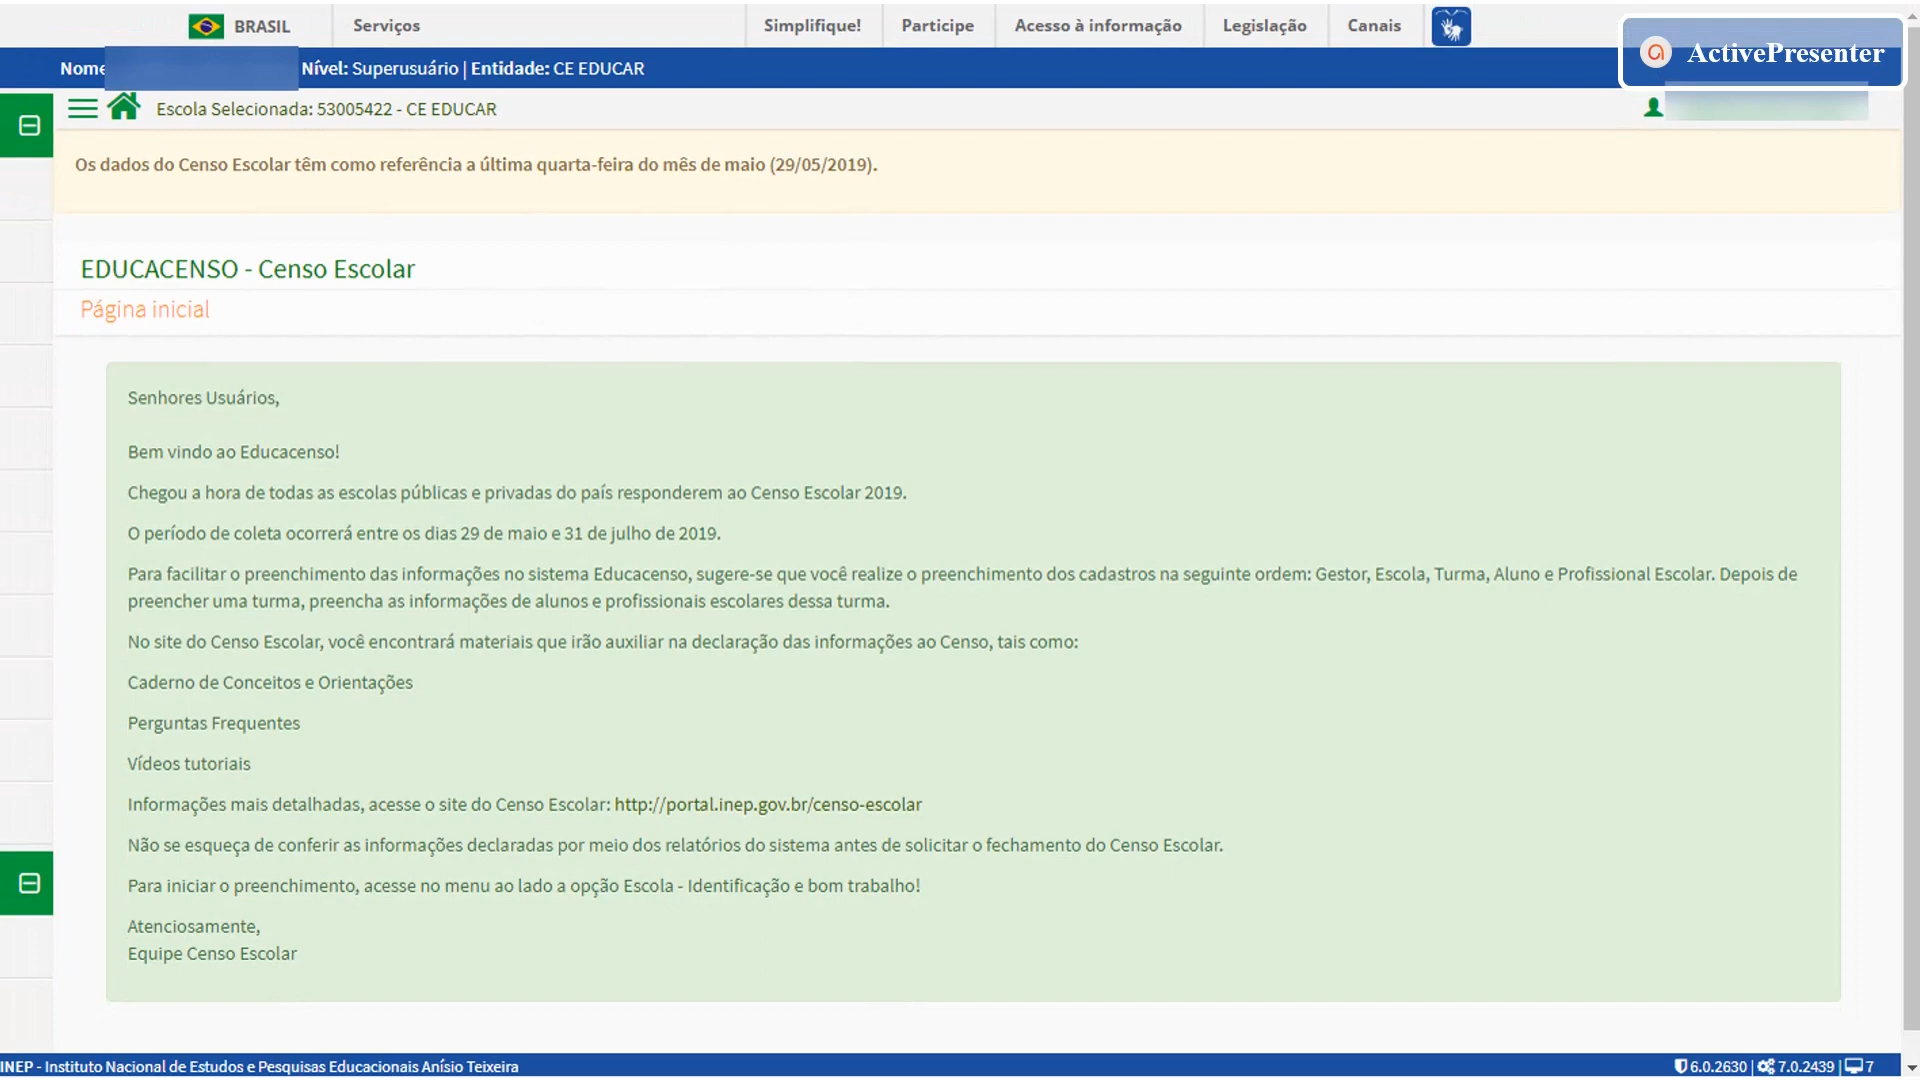 BRASIL
Serviços
Simplifique!
Participe
Acesso à informação
Legislação
Canais
ActivePresenter
Nome
Nível: Superusuário | Entidade: CE EDUCAR
Escola Selecionada: 53005422 - CE EDUCAR
Os dados do Censo Escolar têm como referência a última quarta-feira do mês de maio (29/05/2019).
EDUCACENSO - Censo Escolar
Página inicial
Senhores Usuários,
Bem vindo ao Educacenso!
Chegou a hora de todas as escolas públicas e privadas do país responderem ao Censo Escolar 2019.
O período de coleta ocorrerá entre os dias 29 de maio e 31 de julho de 2019.
Para facilitar o preenchimento das informações no sistema Educacenso, sugere-se que você realize o preenchimento dos cadastros na seguinte ordem: Gestor, Escola, Turma, Aluno e Profissional Escolar. Depois de
preencher uma turma, preencha as informações de alunos e profissionais escolares dessa turma.
No site do Censo Escolar, você encontrará materiais que irão auxiliar na declaração das informações ao Censo, tais como:
Caderno de Conceitos e Orientações
Perguntas Frequentes
Vídeos tutoriais
Informações mais detalhadas, acesse o site do Censo Escolar: http://portal.inep.gov.br/censo-escolar
Não se esqueça de conferir as informações declaradas por meio dos relatórios do sistema antes de solicitar o fechamento do Censo Escolar.
Para iniciar o preenchimento, acesse no menu ao lado a opção Escola - Identificação e bom trabalho!
Atenciosamente,
Equipe Censo Escolar
INEP - Instituto Nacional de Estudos e Pesquisas Educacionais Anísio Teixeira
6.0.2630 | 7.0.2439 | 7